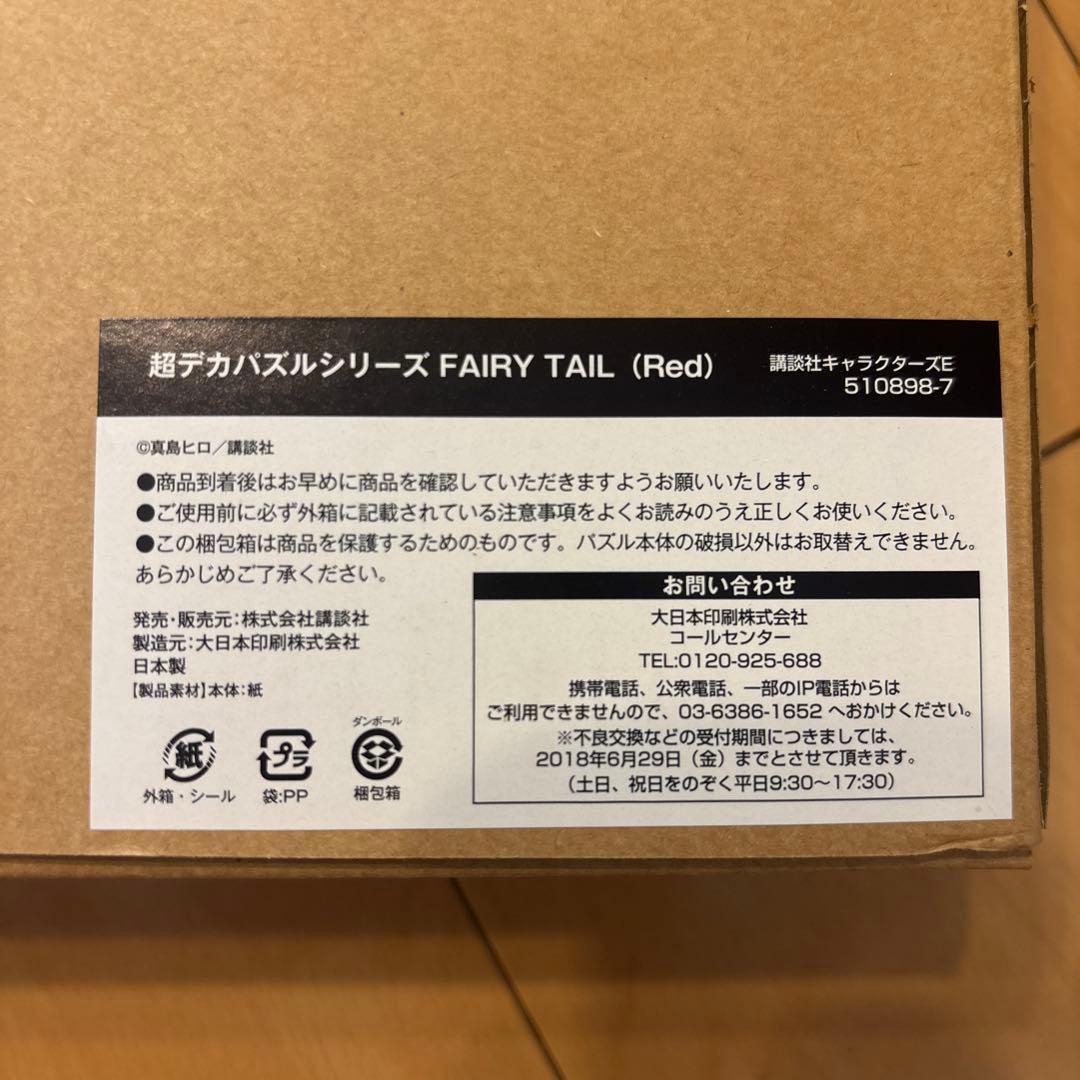 超デカパズルシリーズ FAIRY TAIL（Red）
講談社キャラクターズE
510898-7
©真島ヒロ／講談社
●商品到着後はお早めに商品を確認していただきますようお願いいたします。
●ご使用前に必ず外箱に記載されている注意事項をよくお読みのうえ正しくお使いください。
●この梱包箱は商品を保護するためのものです。パズル本体の破損以外はお取替えできません。
あらかじめご了承ください。
発売・販売元：株式会社講談社
製造元：大日本印刷株式会社
日本製
【製品素材】本体：紙
紙
外箱・シール
プラ
袋：PP
ダンボール
梱包箱
お問い合わせ
大日本印刷株式会社
コールセンター
TEL:0120-925-688
携帯電話、公衆電話、一部のIP電話からは
ご利用できませんので、03-6386-1652 へおかけください。
※不良交換などの受付期間につきましては、
2018年6月29日（金）までとさせて頂きます。
（土日、祝日をのぞく平日9:30～17:30）